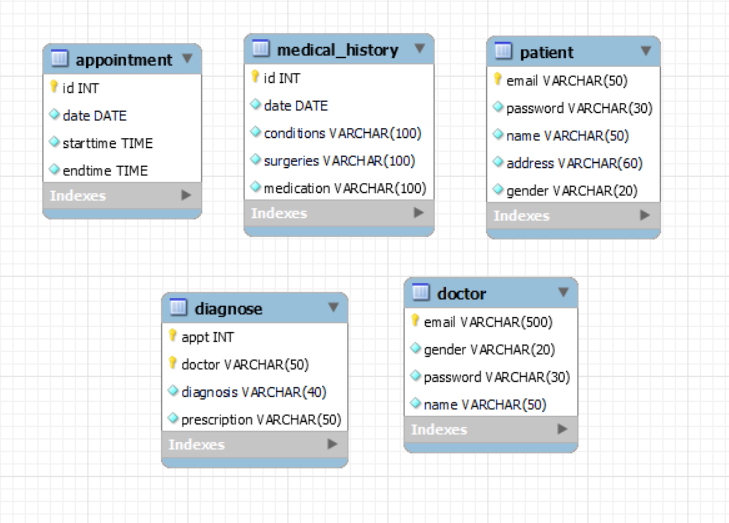 appointment
id INT
date DATE
starttime TIME
endtime TIME
Indexes
medical_history
id INT
date DATE
conditions VARCHAR(100)
surgeries VARCHAR(100)
medication VARCHAR(100)
Indexes
patient
email VARCHAR(50)
password VARCHAR(30)
name VARCHAR(50)
address VARCHAR(60)
gender VARCHAR(20)
Indexes
diagnose
appt INT
doctor VARCHAR(50)
diagnosis VARCHAR(40)
prescription VARCHAR(50)
Indexes
doctor
email VARCHAR(500)
gender VARCHAR(20)
password VARCHAR(30)
name VARCHAR(50)
Indexes